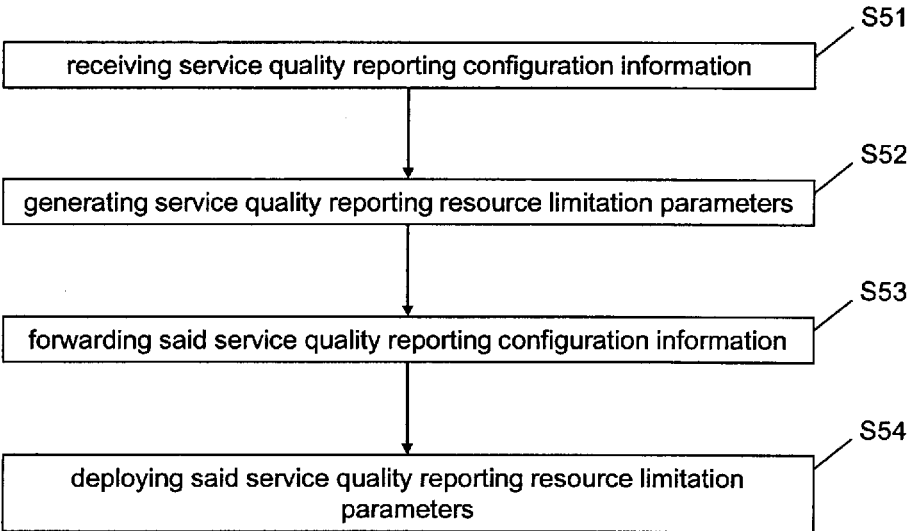 S51
receiving service quality reporting configuration information
S52
generating service quality reporting resource limitation parameters
S53
forwarding said service quality reporting configuration information
S54
deploying said service quality reporting resource limitation
parameters